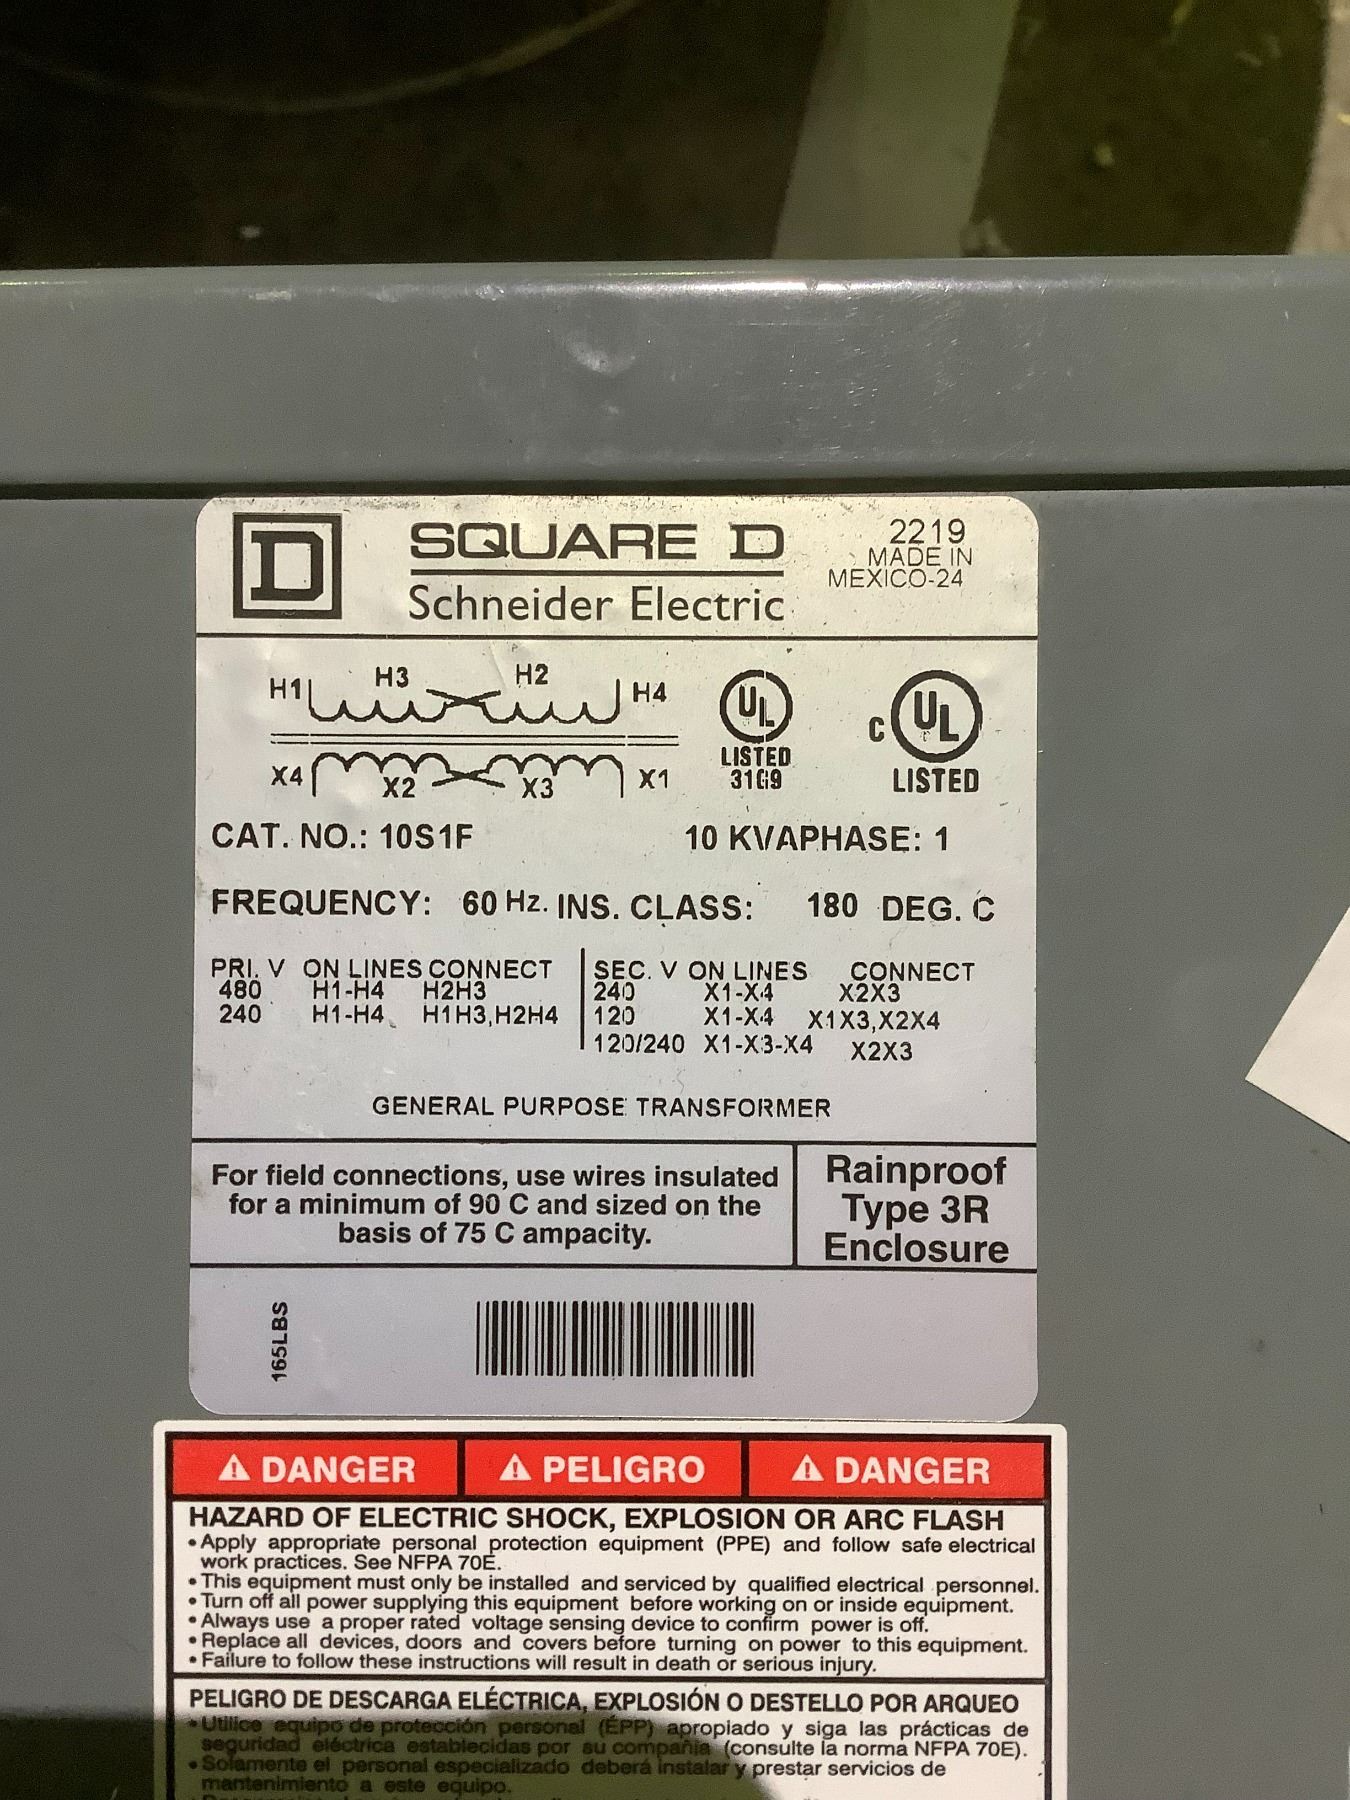 D SQUARE D 2219
MADE IN
Schneider Electric MEXICO-24
H1 H3 H2 H4
X4 X2 X3 X1
UL
LISTED
31G9
C UL
LISTED
CAT. NO.: 10S1F 10 KVAPHASE: 1
FREQUENCY: 60 Hz. INS. CLASS: 180 DEG. C
PRI. V ON LINES CONNECT
480 H1-H4 H2H3
240 H1-H4 H1H3,H2H4
SEC. V ON LINES CONNECT
240 X1-X4 X2X3
120 X1-X4 X1X3,X2X4
120/240 X1-X3-X4 X2X3
GENERAL PURPOSE TRANSFORMER
For field connections, use wires insulated
for a minimum of 90 C and sized on the
basis of 75 C ampacity.
Rainproof
Type 3R
Enclosure
165LBS
DANGER PELIGRO DANGER
HAZARD OF ELECTRIC SHOCK, EXPLOSION OR ARC FLASH
• Apply appropriate personal protection equipment (PPE) and follow safe electrical
work practices. See NFPA 70E.
• This equipment must only be installed and serviced by qualified electrical personnel.
• Turn off all power supplying this equipment before working on or inside equipment.
• Always use a proper rated voltage sensing device to confirm power is off.
• Replace all devices, doors and covers before turning on power to this equipment.
• Failure to follow these instructions will result in death or serious injury.
PELIGRO DE DESCARGA ELÉCTRICA, EXPLOSIÓN O DESTELLO POR ARQUEO
• Utilice equipo de protección personal (ÉPP) apropiado y siga las prácticas de
seguridad eléctrica establecidas por su compañía (consulte la norma NFPA 70E).
• Solamente el personal especializado deberá instalar y prestar servicios de
mantenimiento a este equipo.